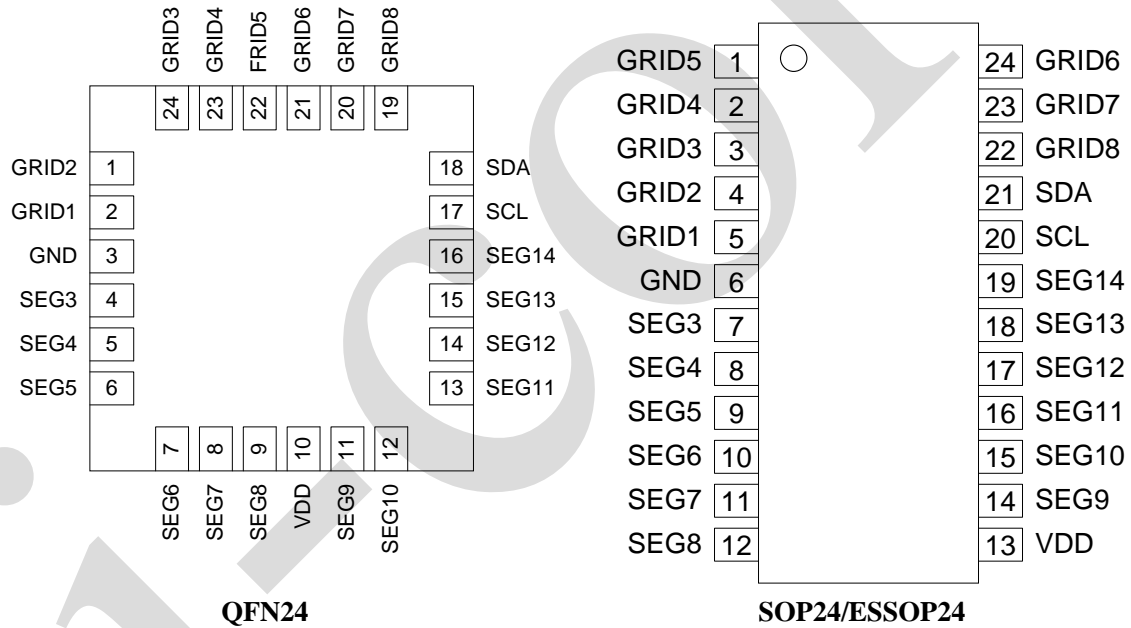 GRID3
GRID4
FRID5
GRID6
GRID7
GRID8
24
23
22
21
20
19
GRID2 1
GRID1 2
GND 3
SEG3 4
SEG4 5
SEG5 6
18 SDA
17 SCL
16 SEG14
15 SEG13
14 SEG12
13 SEG11
7
8
9
10
11
12
SEG6
SEG7
SEG8
VDD
SEG9
SEG10
QFN24
GRID5 1
GRID4 2
GRID3 3
GRID2 4
GRID1 5
GND 6
SEG3 7
SEG4 8
SEG5 9
SEG6 10
SEG7 11
SEG8 12
24 GRID6
23 GRID7
22 GRID8
21 SDA
20 SCL
19 SEG14
18 SEG13
17 SEG12
16 SEG11
15 SEG10
14 SEG9
13 VDD
SOP24/ESSOP24